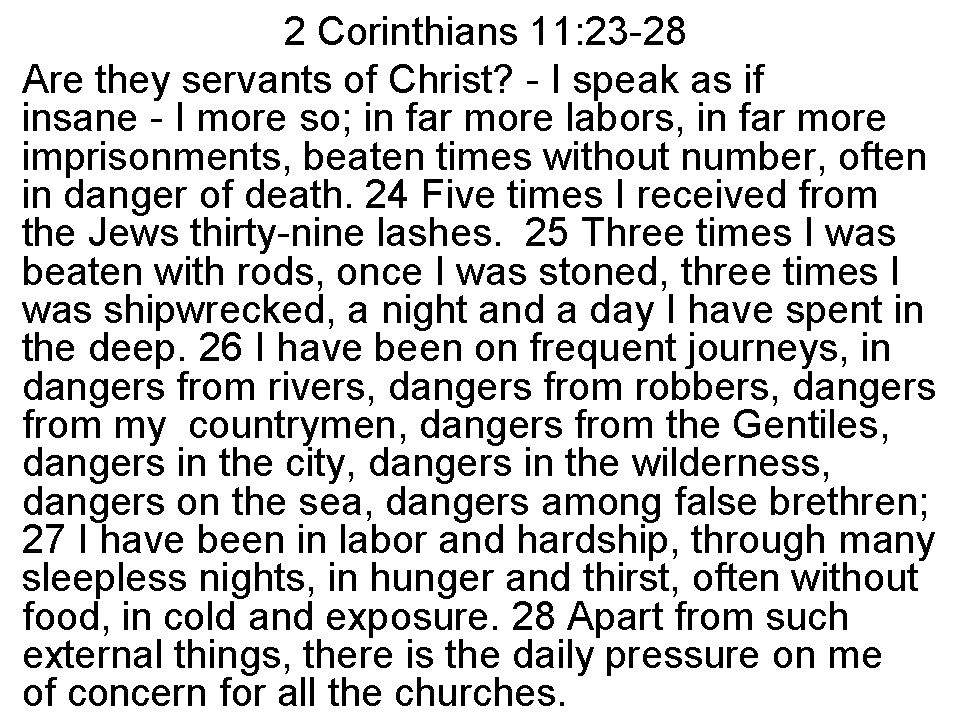 2 Corinthians 11:23-28
Are they servants of Christ? - I speak as if
insane - I more so; in far more labors, in far more
imprisonments, beaten times without number, often
in danger of death. 24 Five times I received from
the Jews thirty-nine lashes.  25 Three times I was
beaten with rods, once I was stoned, three times I
was shipwrecked, a night and a day I have spent in
the deep. 26 I have been on frequent journeys, in
dangers from rivers, dangers from robbers, dangers
from my  countrymen, dangers from the Gentiles,
dangers in the city, dangers in the wilderness,
dangers on the sea, dangers among false brethren;
27 I have been in labor and hardship, through many
sleepless nights, in hunger and thirst, often without
food, in cold and exposure. 28 Apart from such
external things, there is the daily pressure on me
of concern for all the churches.